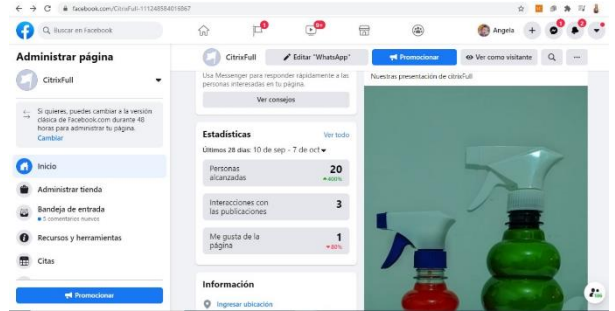 facebook.com/CitrixFull-111248584016867
Buscar en Facebook
Angela
Administrar página
CitrixFull
Si quieres, puedes cambiar a la versión
clásica de Facebook.com durante 48
horas para administrar tu página.
Cambiar
Inicio
Administrar tienda
Bandeja de entrada
5 comentarios nuevos
Recursos y herramientas
Citas
Promocionar
CitrixFull
Editar "WhatsApp"
Promocionar
Ver como visitante
Usa Messenger para responder rápidamente a las
personas interesadas en tu página.
Ver consejos
Estadísticas
Ver todo
Últimos 28 días: 10 de sep - 7 de oct
Personas
alcanzadas
20
400%
Interacciones con
las publicaciones
3
Me gusta de la
página
1
80%
Información
Ingresar ubicación
Nuestras presentación de citrixFull